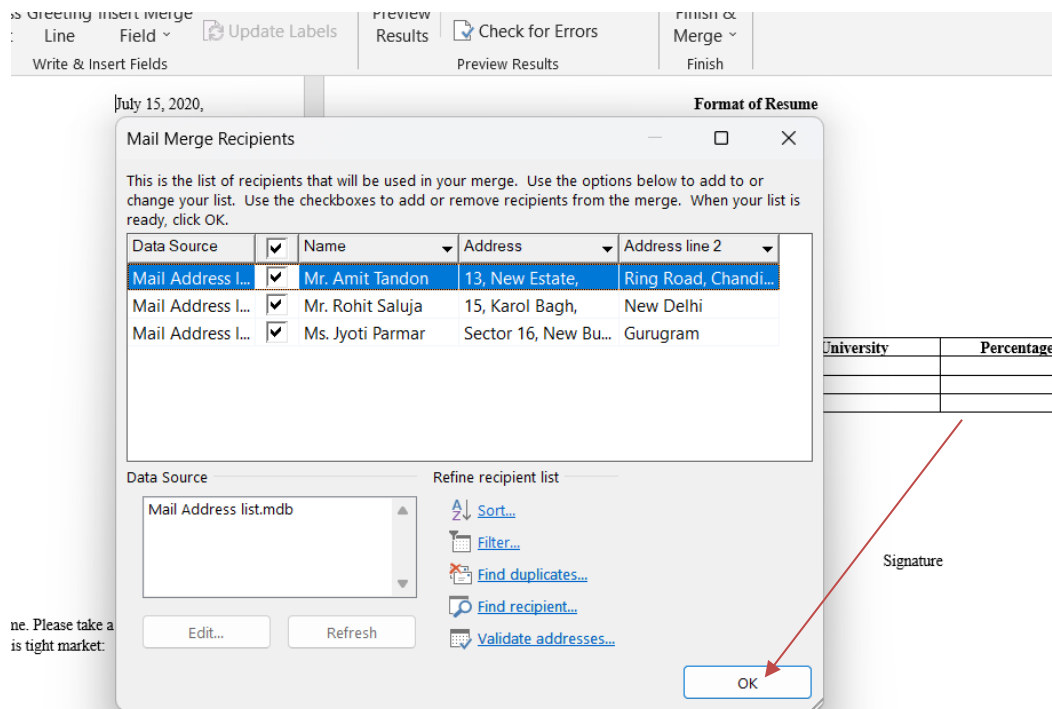 ss Greeting Insert Merge
Line Field
Update Labels
Preview
Results
Check for Errors
Finish &
Merge
Write & Insert Fields
Preview Results
Finish
July 15, 2020,
Format of Resume
Mail Merge Recipients
This is the list of recipients that will be used in your merge. Use the options below to add to or
change your list. Use the checkboxes to add or remove recipients from the merge. When your list is
ready, click OK.
Data Source Name Address Address line 2
Mail Address l... Mr. Amit Tandon 13, New Estate, Ring Road, Chandi...
Mail Address l... Mr. Rohit Saluja 15, Karol Bagh, New Delhi
Mail Address l... Ms. Jyoti Parmar Sector 16, New Bu... Gurugram
University Percentage
Data Source
Mail Address list.mdb
Refine recipient list
Sort...
Filter...
Find duplicates...
Find recipient...
Validate addresses...
Edit... Refresh
Signature
me. Please take a
is tight market:
OK